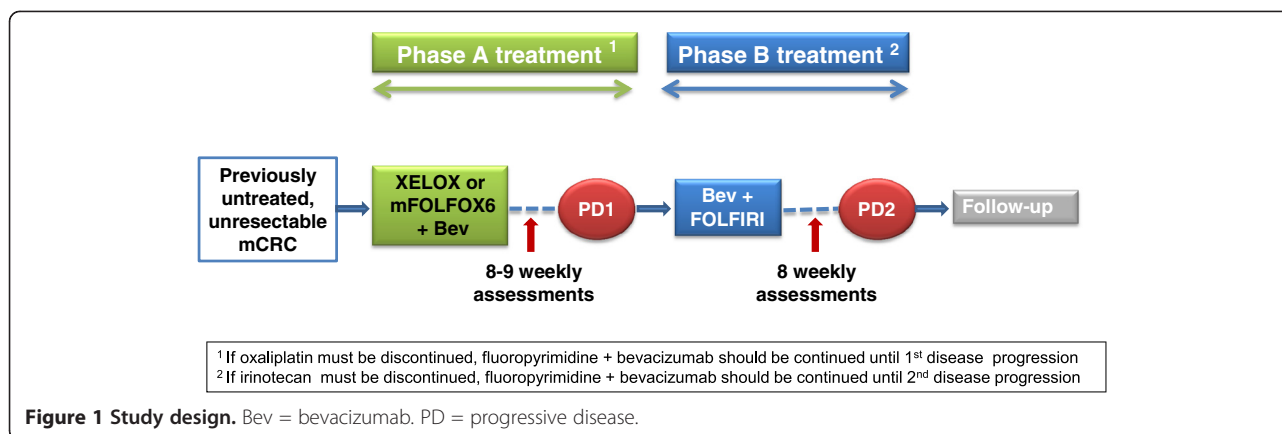 Phase A treatment 1
Phase B treatment 2
Previously
untreated,
unresectable
mCRC
XELOX or
mFOLFOX6
+ Bev
PD1
Bev +
FOLFIRI
PD2
Follow-up
8-9 weekly
assessments
8 weekly
assessments
1 If oxaliplatin must be discontinued, fluoropyrimidine + bevacizumab should be continued until 1st disease progression
2 If irinotecan must be discontinued, fluoropyrimidine + bevacizumab should be continued until 2nd disease progression
Figure 1 Study design. Bev = bevacizumab. PD = progressive disease.